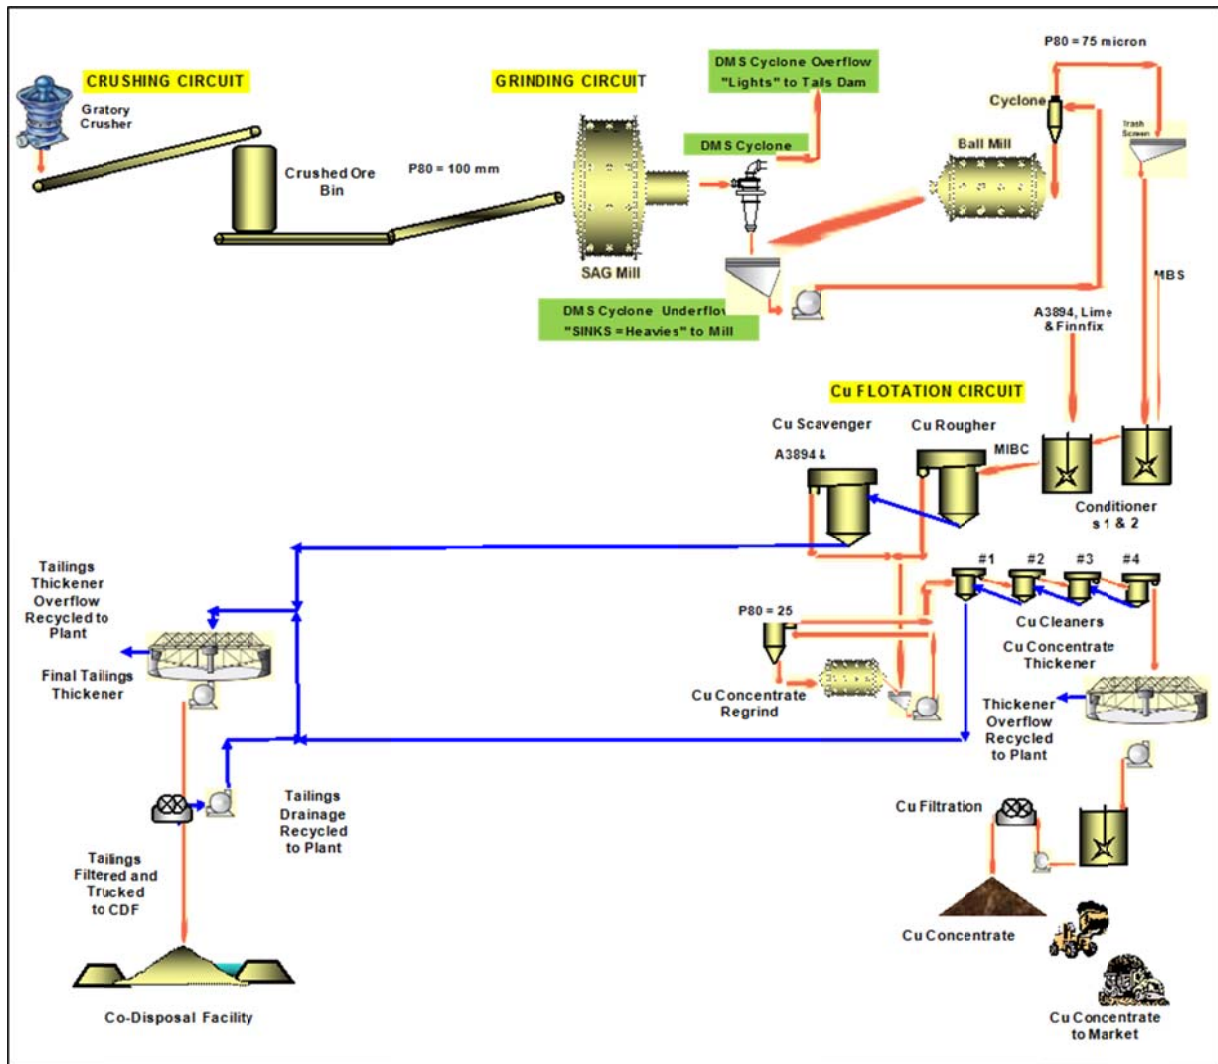 P80 = 75 micron
DMS Cyclone Overflow
"Lights" to Tails Dam
CRUSHING CIRCUIT
GRINDING CIRCUIT
Gratory
Crusher
Cyclone
Trash
Screen
DMS Cyclone
Ball Mill
P80 = 100 mm
Crushed Ore
Bin
SAG Mill
MBS
DMS Cyclone Underflow
"SINKS = Heavies" to Mill
A3894, Lime
& Finnfix
Cu FLOTATION CIRCUIT
Cu Scavenger
Cu Rougher
A3894 &
MIBC
Conditioner
s 1 & 2
#1
#2
#3
#4
Tailings
Thickener
Overflow
Recycled to
Plant
P80 = 25
Cu Cleaners
Cu Concentrate
Thickener
Final Tailings
Thickener
Cu Concentrate
Regrind
Thickener
Overflow
Recycled
to Plant
Tailings
Drainage
Recycled
to Plant
Cu Filtration
Tailings
Filtered and
Trucked
to CDF
Cu Concentrate
Co-Disposal Facility
Cu Concentrate
to Market